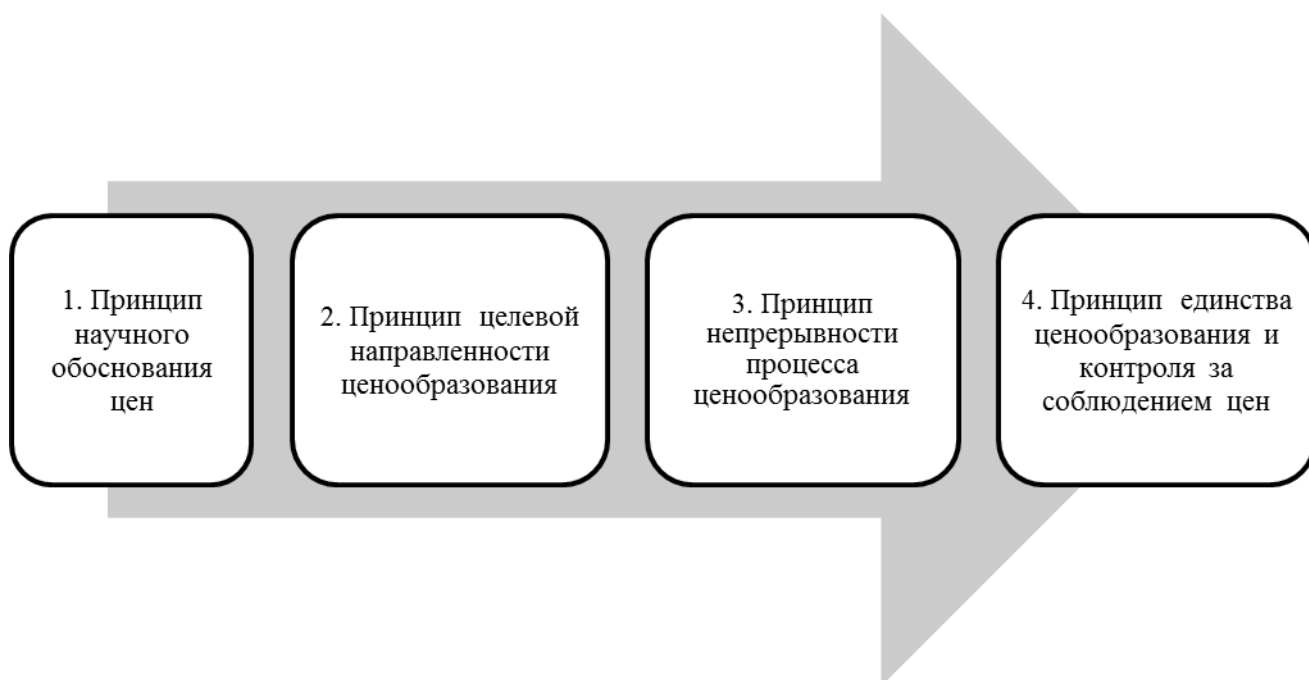 1. Принцип
научного
обоснования
цен
2. Принцип целевой
направленности
ценообразования
3. Принцип
непрерывности
процесса
ценообразования
4. Принцип единства
ценообразования и
контроля за
соблюдением цен